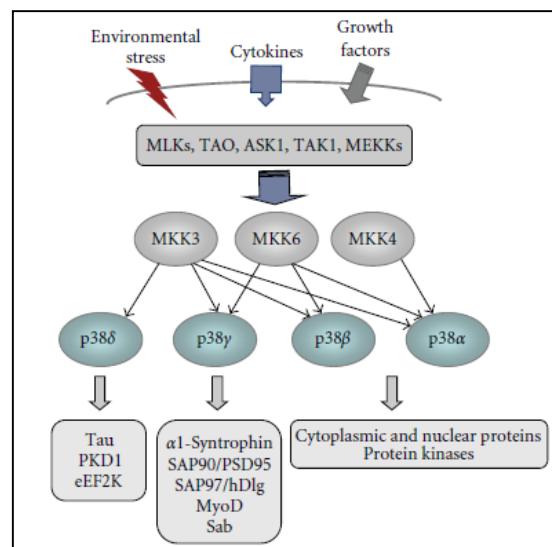 Environmental
stress
Cytokines
Growth
factors
MLKs, TAO, ASK1, TAK1, MEKKs
MKK3
MKK6
MKK4
p38δ
p38γ
p38β
p38α
Tau
PKD1
eEF2K
α1-Syntrophin
SAP90/PSD95
SAP97/hDlg
MyoD
Sab
Cytoplasmic and nuclear proteins
Protein kinases